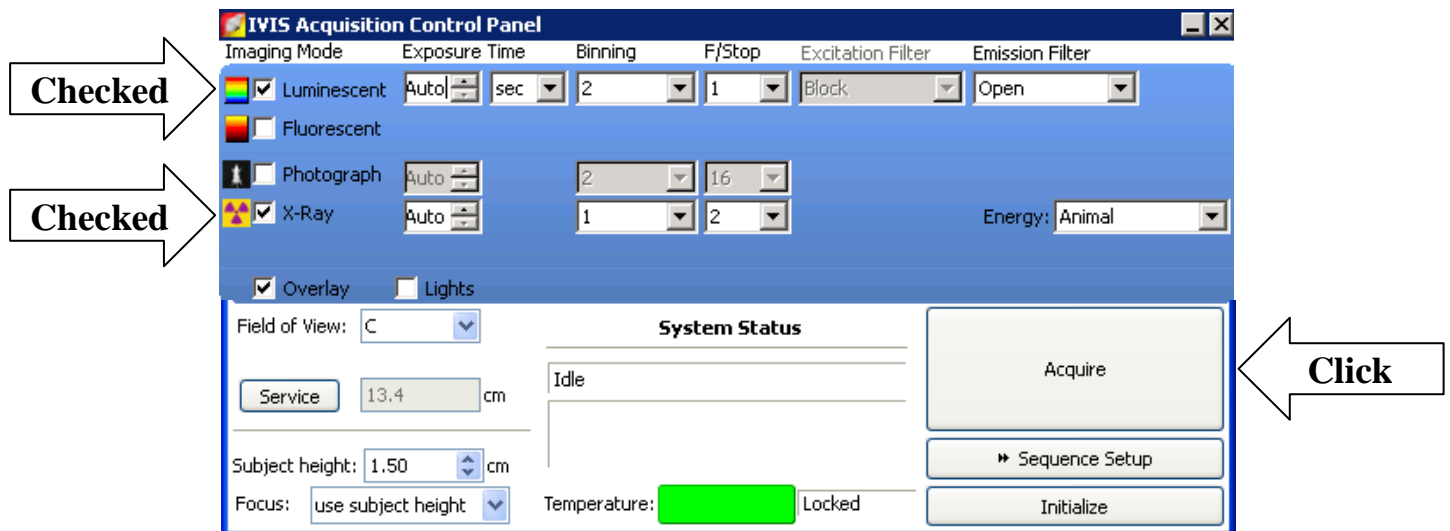 IVIS Acquisition Control Panel
Imaging Mode Exposure Time Binning F/Stop Excitation Filter Emission Filter
Checked Luminescent Auto sec 2 1 Block Open
Fluorescent
Photograph Auto 2 16
Checked X-Ray Auto 1 2 Energy: Animal
Overlay Lights
Field of View: C System Status
Idle Acquire Click
Service 13.4 cm
Subject height: 1.50 cm Sequence Setup
Focus: use subject height Temperature: Locked Initialize